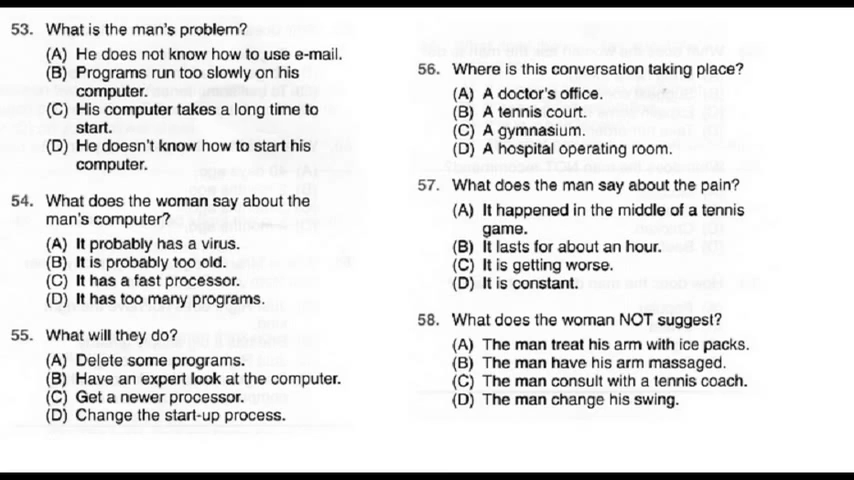 53. What is the man's problem?
(A) He does not know how to use e-mail.
(B) Programs run too slowly on his
computer.
(C) His computer takes a long time to
start.
(D) He doesn't know how to start his
computer.
54. What does the woman say about the
man's computer?
(A) It probably has a virus.
(B) It is probably too old.
(C) It has a fast processor.
(D) It has too many programs.
55. What will they do?
(A) Delete some programs.
(B) Have an expert look at the computer.
(C) Get a newer processor.
(D) Change the start-up process.
56. Where is this conversation taking place?
(A) A doctor's office.
(B) A tennis court.
(C) A gymnasium.
(D) A hospital operating room.
57. What does the man say about the pain?
(A) It happened in the middle of a tennis
game.
(B) It lasts for about an hour.
(C) It is getting worse.
(D) It is constant.
58. What does the woman NOT suggest?
(A) The man treat his arm with ice packs.
(B) The man have his arm massaged.
(C) The man consult with a tennis coach.
(D) The man change his swing.